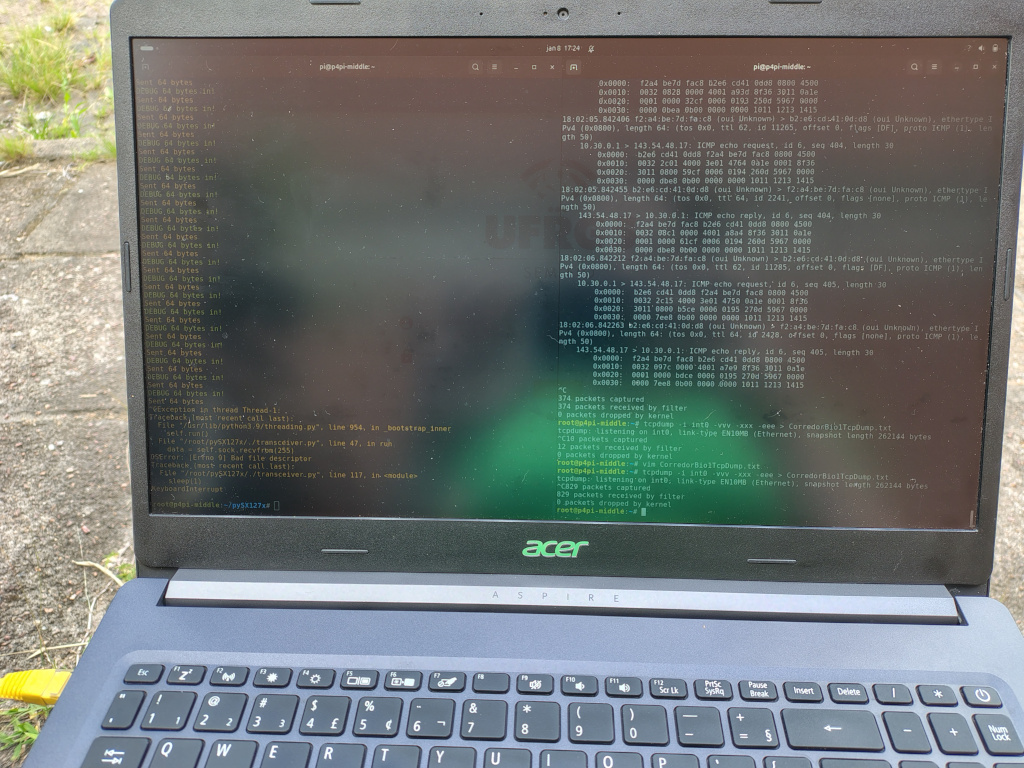 jan 8 17:24
pi@p4pi-middle: ~
Sent 64 bytes
DEBUG 64 bytes in!
Sent 64 bytes
DEBUG 64 bytes in!
Sent 64 bytes
DEBUG 64 bytes in!
Sent 64 bytes
DEBUG 64 bytes in!
Sent 64 bytes
DEBUG 64 bytes in!
Sent 64 bytes
DEBUG 64 bytes in!
Sent 64 bytes
DEBUG 64 bytes in!
Sent 64 bytes
DEBUG 64 bytes in!
Sent 64 bytes
DEBUG 64 bytes in!
Sent 64 bytes
DEBUG 64 bytes in!
Sent 64 bytes
DEBUG 64 bytes in!
Sent 64 bytes
DEBUG 64 bytes in!
Sent 64 bytes
DEBUG 64 bytes in!
Sent 64 bytes
DEBUG 64 bytes in!
Sent 64 bytes
DEBUG 64 bytes in!
Sent 64 bytes
DEBUG 64 bytes in!
Sent 64 bytes
DEBUG 64 bytes in!
Sent 64 bytes
DEBUG 64 bytes in!
Sent 64 bytes
Exception in thread Thread-1:
Traceback (most recent call last):
File "/usr/lib/python3.9/threading.py", line 954, in _bootstrap_inner
self.run()
File "/root/pySX127x/./transceiver.py", line 47, in run
data = self.sock.recvfrom(255)
OSError: [Errno 9] Bad file descriptor
Traceback (most recent call last):
File "/root/pySX127x/./transceiver.py", line 117, in <module>
sleep(1)
KeyboardInterrupt
root@p4pi-middle:~/pySX127x#
pi@p4pi-middle: ~
0x0000: f2a4 be7d fac8 b2e6 cd41 0dd8 0800 4500
0x0010: 0032 0828 0000 4001 a93d 8f36 3011 0a1e
0x0020: 0001 0000 32cf 0006 0193 250d 5967 0000
0x0030: 0000 0bea 0b00 0000 0000 1011 1213 1415
18:02:05.842406 f2:a4:be:7d:fa:c8 (oui Unknown) > b2:e6:cd:41:0d:d8 (oui Unknown), ethertype I
Pv4 (0x0800), length 64: (tos 0x0, ttl 62, id 11265, offset 0, flags [DF], proto ICMP (1), len
gth 50)
10.30.0.1 > 143.54.48.17: ICMP echo request, id 6, seq 404, length 30
0x0000: b2e6 cd41 0dd8 f2a4 be7d fac8 0800 4500
0x0010: 0032 2c01 4000 3e01 4764 0a1e 0001 8f36
0x0020: 3011 0800 59cf 0006 0194 260d 5967 0000
0x0030: 0000 dbe8 0b00 0000 0000 1011 1213 1415
18:02:05.842455 b2:e6:cd:41:0d:d8 (oui Unknown) > f2:a4:be:7d:fa:c8 (oui Unknown), ethertype I
Pv4 (0x0800), length 64: (tos 0x0, ttl 64, id 2241, offset 0, flags [none], proto ICMP (1), le
ngth 50)
143.54.48.17 > 10.30.0.1: ICMP echo reply, id 6, seq 404, length 30
0x0000: f2a4 be7d fac8 b2e6 cd41 0dd8 0800 4500
0x0010: 0032 08c1 0000 4001 a8a4 8f36 3011 0a1e
0x0020: 0001 0000 61cf 0006 0194 260d 5967 0000
0x0030: 0000 dbe8 0b00 0000 0000 1011 1213 1415
18:02:06.842212 f2:a4:be:7d:fa:c8 (oui Unknown) > b2:e6:cd:41:0d:d8 (oui Unknown), ethertype I
Pv4 (0x0800), length 64: (tos 0x0, ttl 62, id 11285, offset 0, flags [DF], proto ICMP (1), len
gth 50)
10.30.0.1 > 143.54.48.17: ICMP echo request, id 6, seq 405, length 30
0x0000: b2e6 cd41 0dd8 f2a4 be7d fac8 0800 4500
0x0010: 0032 2c15 4000 3e01 4750 0a1e 0001 8f36
0x0020: 3011 0800 b5ce 0006 0195 270d 5967 0000
0x0030: 0000 7ee8 0b00 0000 0000 1011 1213 1415
18:02:06.842263 b2:e6:cd:41:0d:d8 (oui Unknown) > f2:a4:be:7d:fa:c8 (oui Unknown), ethertype I
Pv4 (0x0800), length 64: (tos 0x0, ttl 64, id 2428, offset 0, flags [none], proto ICMP (1), le
ngth 50)
143.54.48.17 > 10.30.0.1: ICMP echo reply, id 6, seq 405, length 30
0x0000: f2a4 be7d fac8 b2e6 cd41 0dd8 0800 4500
0x0010: 0032 097c 0000 4001 a7e9 8f36 3011 0a1e
0x0020: 0001 0000 bdce 0006 0195 270d 5967 0000
0x0030: 0000 7ee8 0b00 0000 0000 1011 1213 1415
^C
374 packets captured
374 packets received by filter
0 packets dropped by kernel
root@p4pi-middle:~# tcpdump -i int0 -vvv -xxx -eee > CorredorBio1TcpDump.txt
tcpdump: listening on int0, link-type EN10MB (Ethernet), snapshot length 262144 bytes
^C10 packets captured
12 packets received by filter
0 packets dropped by kernel
root@p4pi-middle:~# vim CorredorBio1TcpDump.txt
root@p4pi-middle:~# tcpdump -i int0 -vvv -xxx -eee > CorredorBio1TcpDump.txt
tcpdump: listening on int0, link-type EN10MB (Ethernet), snapshot length 262144 bytes
^C829 packets captured
829 packets received by filter
0 packets dropped by kernel
root@p4pi-middle:~#
acer
ASPIRE
Esc F1 F2 F3 F4 F5 F6 F7 F8 F9 F10 F11 F12 Scr Lk PrtSc SysRq Pause Break Insert Delete / *
" ' ! 1 1 @ 2 2 # 3 3 $ 4 £ % 5 ¢ ¨ 6 ¬ & 7 * 8 ( 9 ) 0 _ - + = § ← - + Num Lock
Q W E R T Y U I O P